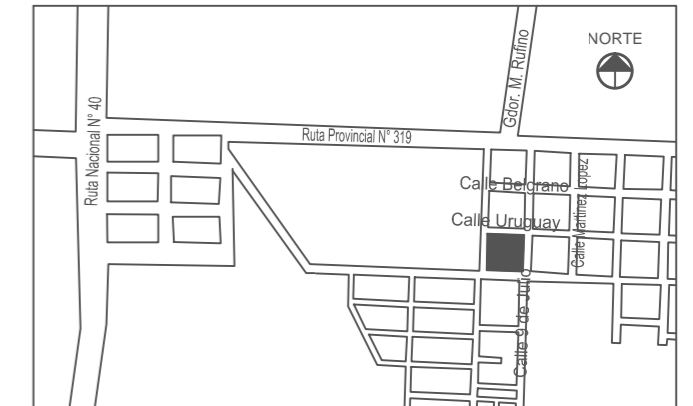 NORTE
Gdor. M. Rufino
Ruta Nacional N° 40
Ruta Provincial N° 319
Calle Belgrano
Calle Uruguay
Calle Martinez Lopez
Calle 9 de Julio